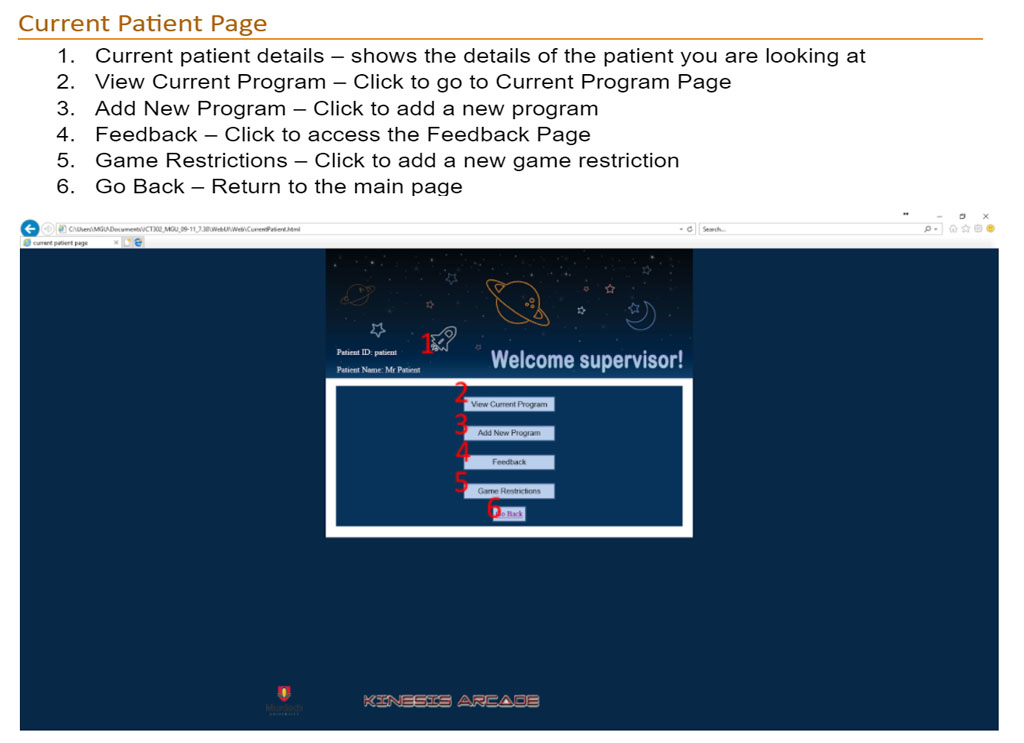 Current Patient Page
1. Current patient details – shows the details of the patient you are looking at
2. View Current Program – Click to go to Current Program Page
3. Add New Program – Click to add a new program
4. Feedback – Click to access the Feedback Page
5. Game Restrictions – Click to add a new game restriction
6. Go Back – Return to the main page
C:\Users\MGU\Documents\ICT302_MGU_09-11_7.30\WebUI\Web\CurrentPatient.html
Search...
current patient page
1
Patient ID: patient
Welcome supervisor!
Patient Name: Mr Patient
2
View Current Program
3
Add New Program
4
Feedback
5
Game Restrictions
6
Go Back
Murdoch
UNIVERSITY
KINESIS ARCADE